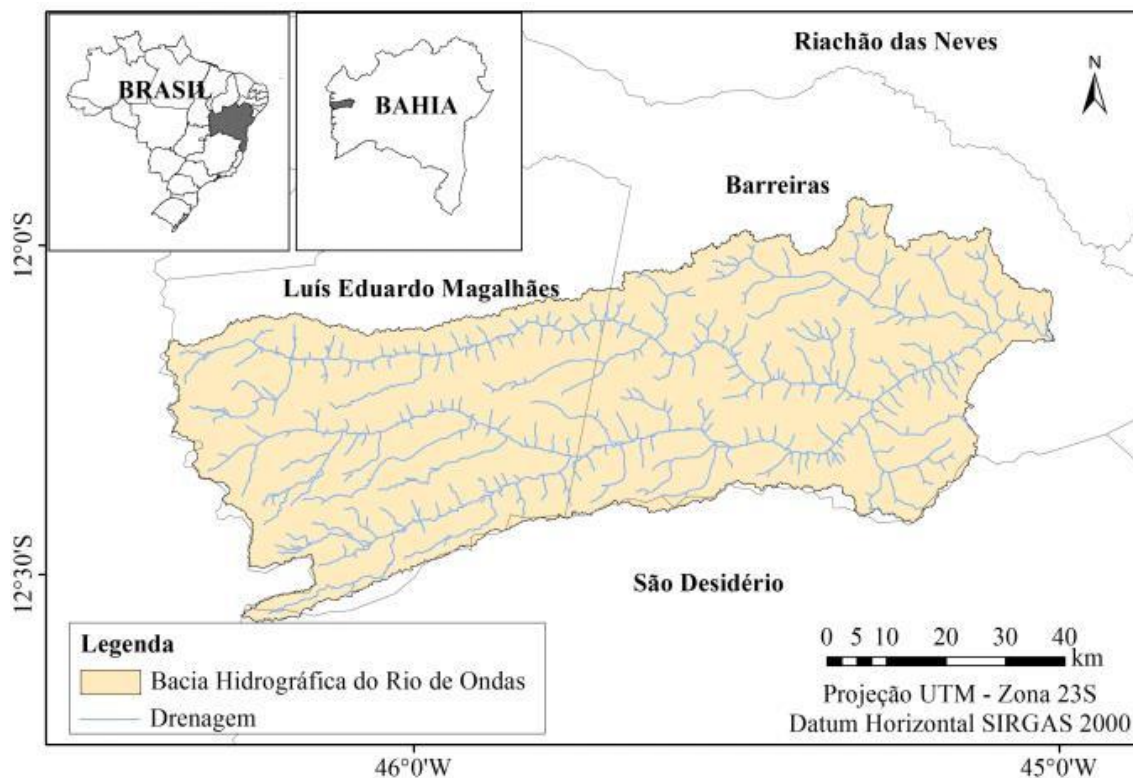 BRASIL
BAHIA
Riachão das Neves
N
Barreiras
12°0'S
Luís Eduardo Magalhães
12°30'S
São Desidério
Legenda
Bacia Hidrográfica do Rio de Ondas
Drenagem
0 5 10 20 30 40
km
Projeção UTM - Zona 23S
Datum Horizontal SIRGAS 2000
46°0'W 45°0'W